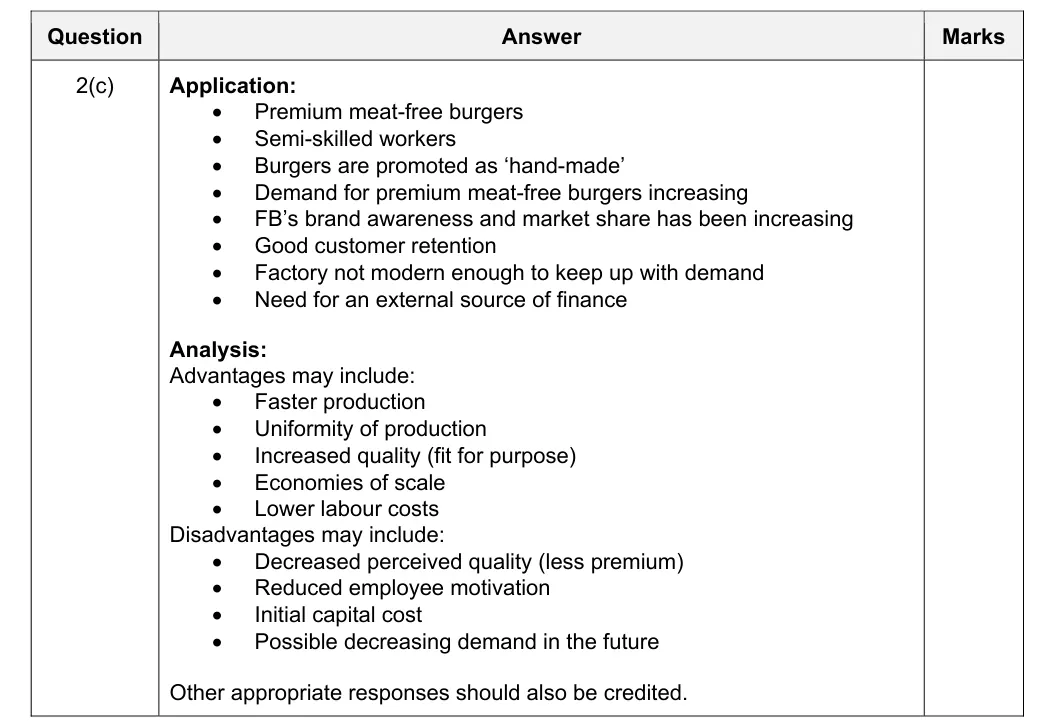 Question Answer Marks
2(c) Application:
• Premium meat-free burgers
• Semi-skilled workers
• Burgers are promoted as ‘hand-made’
• Demand for premium meat-free burgers increasing
• FB’s brand awareness and market share has been increasing
• Good customer retention
• Factory not modern enough to keep up with demand
• Need for an external source of finance
Analysis:
Advantages may include:
• Faster production
• Uniformity of production
• Increased quality (fit for purpose)
• Economies of scale
• Lower labour costs
Disadvantages may include:
• Decreased perceived quality (less premium)
• Reduced employee motivation
• Initial capital cost
• Possible decreasing demand in the future
Other appropriate responses should also be credited.